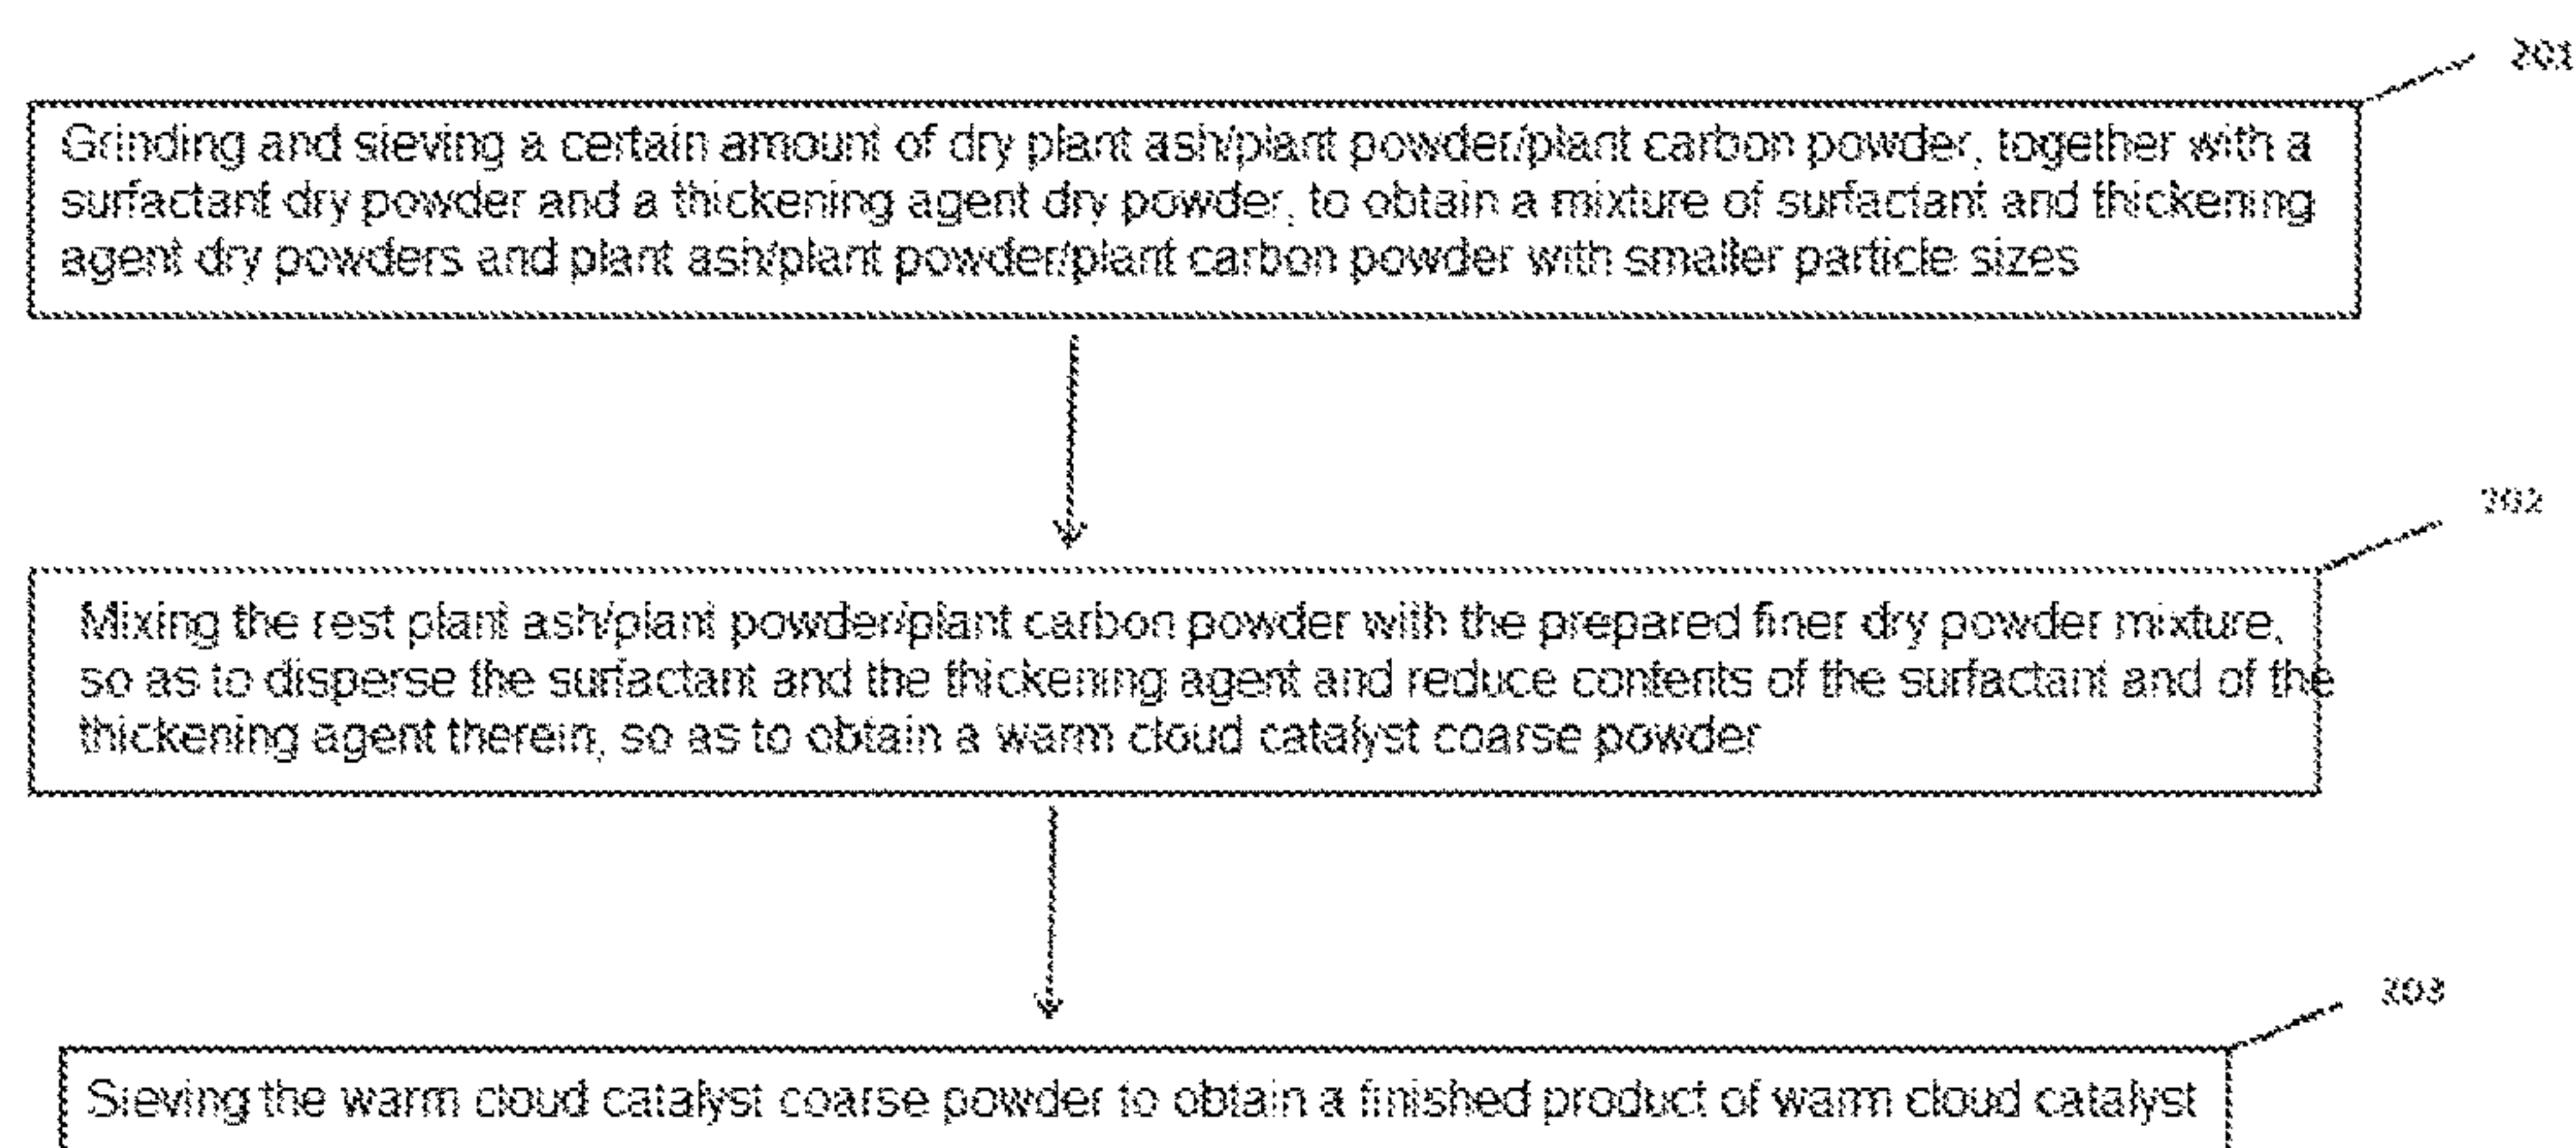 201
Grinding and sieving a certain amount of dry plant ash/plant powder/plant carbon powder, together with a
surfactant dry powder and a thickening agent dry powder, to obtain a mixture of surfactant and thickening
agent dry powders and plant ash/plant powder/plant carbon powder with smaller particle sizes
202
Mixing the rest plant ash/plant powder/plant carbon powder with the prepared finer dry powder mixture,
so as to disperse the surfactant and the thickening agent and reduce contents of the surfactant and of the
thickening agent therein, so as to obtain a warm cloud catalyst coarse powder
203
Sieving the warm cloud catalyst coarse powder to obtain a finished product of warm cloud catalyst